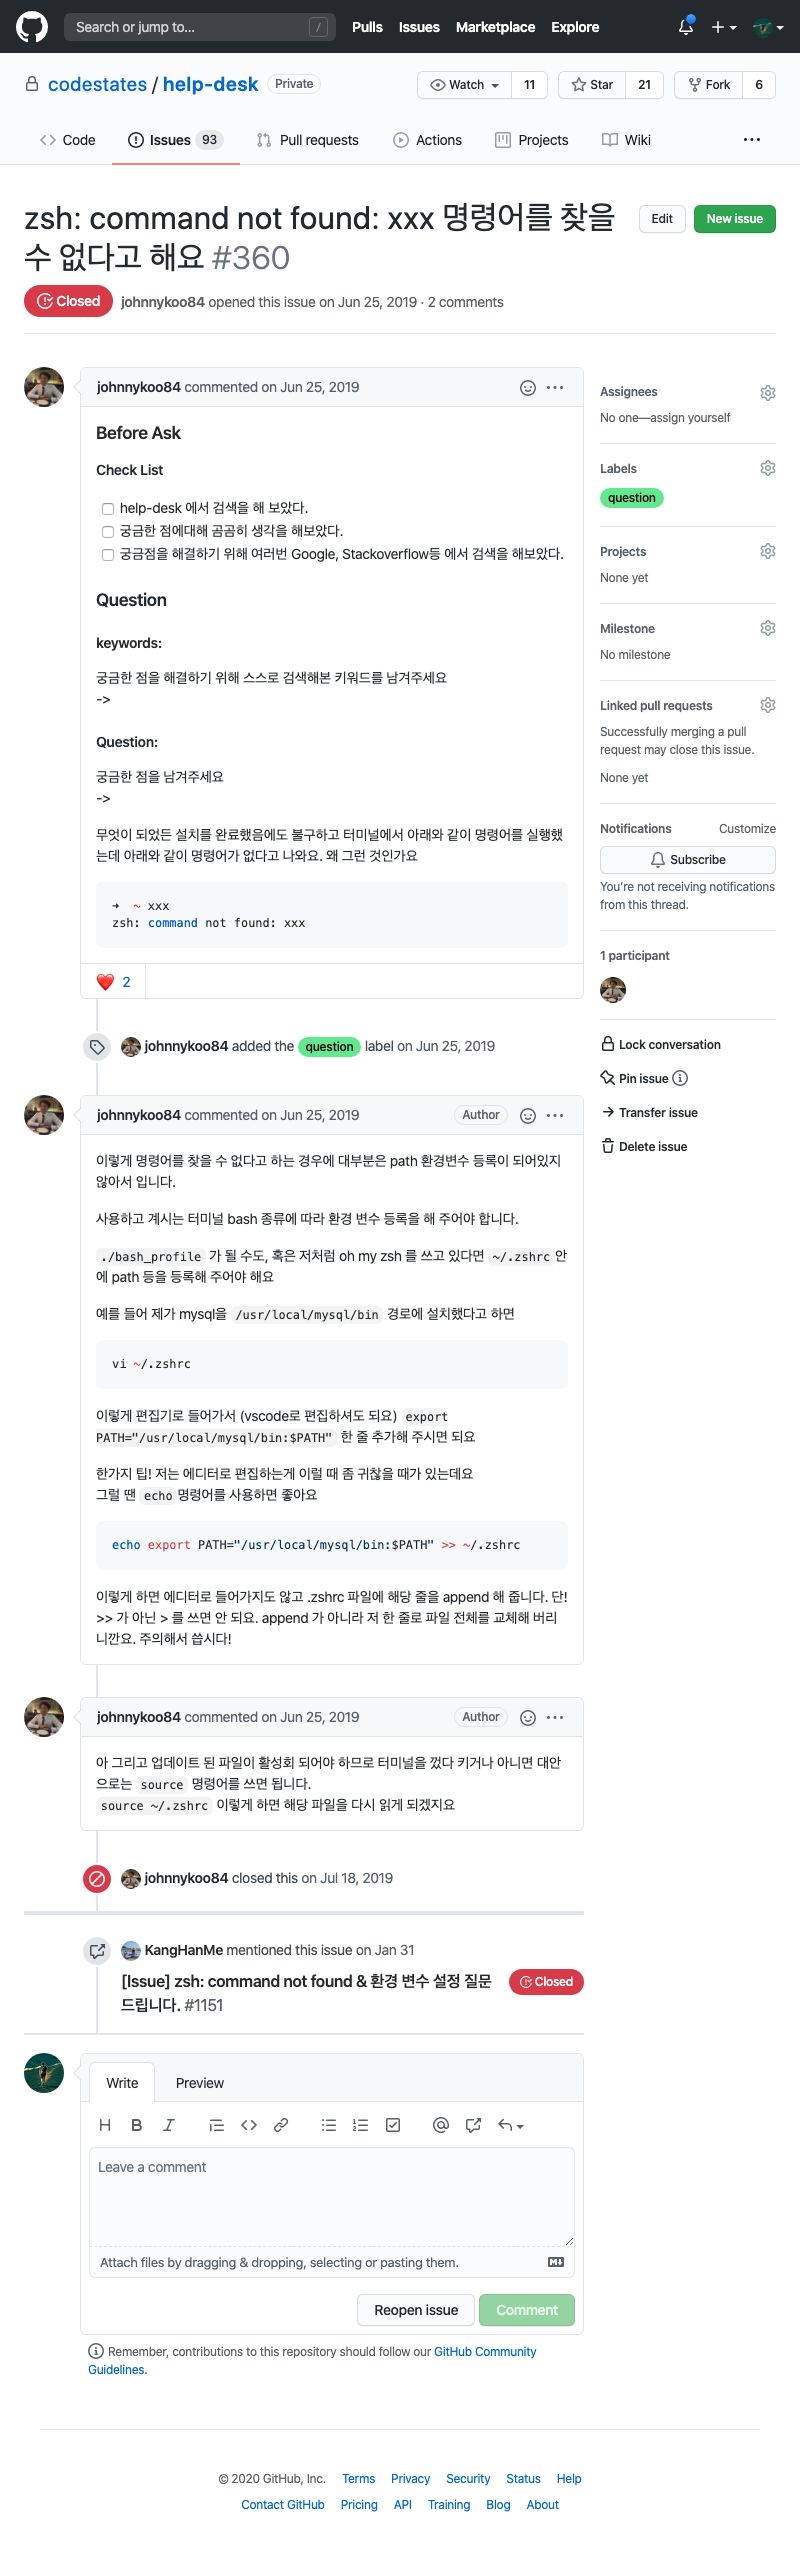 Search or jump to...
/
Pulls Issues Marketplace Explore
codestates / help-desk Private
Watch 11 Star 21 Fork 6
Code Issues 93 Pull requests Actions Projects Wiki
zsh: command not found: xxx 명령어를 찾을
수 없다고 해요 #360
Edit New issue
Closed johnnykoo84 opened this issue on Jun 25, 2019 · 2 comments
johnnykoo84 commented on Jun 25, 2019
Before Ask
Check List
help-desk 에서 검색을 해 보았다.
궁금한 점에대해 곰곰히 생각을 해보았다.
궁금점을 해결하기 위해 여러번 Google, Stackoverflow등 에서 검색을 해보았다.
Question
keywords:
궁금한 점을 해결하기 위해 스스로 검색해본 키워드를 남겨주세요
->
Question:
궁금한 점을 남겨주세요
->
무엇이 되었든 설치를 완료했음에도 불구하고 터미널에서 아래와 같이 명령어를 실행했
는데 아래와 같이 명령어가 없다고 나와요. 왜 그런 것인가요
➜ ~ xxx
zsh: command not found: xxx
❤️ 2
johnnykoo84 added the question label on Jun 25, 2019
johnnykoo84 commented on Jun 25, 2019 Author
이렇게 명령어를 찾을 수 없다고 하는 경우에 대부분은 path 환경변수 등록이 되어있지
않아서 입니다.
사용하고 계시는 터미널 bash 종류에 따라 환경 변수 등록을 해 주어야 합니다.
./bash_profile 가 될 수도, 혹은 저처럼 oh my zsh 를 쓰고 있다면 ~/.zshrc 안
에 path 등을 등록해 주어야 해요
예를 들어 제가 mysql을 /usr/local/mysql/bin 경로에 설치했다고 하면
vi ~/.zshrc
이렇게 편집기로 들어가서 (vscode로 편집하셔도 되요) export
PATH="/usr/local/mysql/bin:$PATH" 한 줄 추가해 주시면 되요
한가지 팁! 저는 에디터로 편집하는게 이럴 때 좀 귀찮을 때가 있는데요
그럴 땐 echo 명령어를 사용하면 좋아요
echo export PATH="/usr/local/mysql/bin:$PATH" >> ~/.zshrc
이렇게 하면 에디터로 들어가지도 않고 .zshrc 파일에 해당 줄을 append 해 줍니다. 단!
>> 가 아닌 > 를 쓰면 안 되요. append 가 아니라 저 한 줄로 파일 전체를 교체해 버리
니깐요. 주의해서 씁시다!
johnnykoo84 commented on Jun 25, 2019 Author
아 그리고 업데이트 된 파일이 활성회 되어야 하므로 터미널을 껐다 키거나 아니면 대안
으로는 source 명령어를 쓰면 됩니다.
source ~/.zshrc 이렇게 하면 해당 파일을 다시 읽게 되겠지요
johnnykoo84 closed this on Jul 18, 2019
KangHanMe mentioned this issue on Jan 31
[Issue] zsh: command not found & 환경 변수 설정 질문
드립니다. #1151
Closed
Write Preview
Leave a comment
Attach files by dragging & dropping, selecting or pasting them.
Reopen issue Comment
Remember, contributions to this repository should follow our GitHub Community
Guidelines.
Assignees
No one—assign yourself
Labels
question
Projects
None yet
Milestone
No milestone
Linked pull requests
Successfully merging a pull
request may close this issue.
None yet
Notifications Customize
Subscribe
You're not receiving notifications
from this thread.
1 participant
Lock conversation
Pin issue
Transfer issue
Delete issue
© 2020 GitHub, Inc. Terms Privacy Security Status Help
Contact GitHub Pricing API Training Blog About